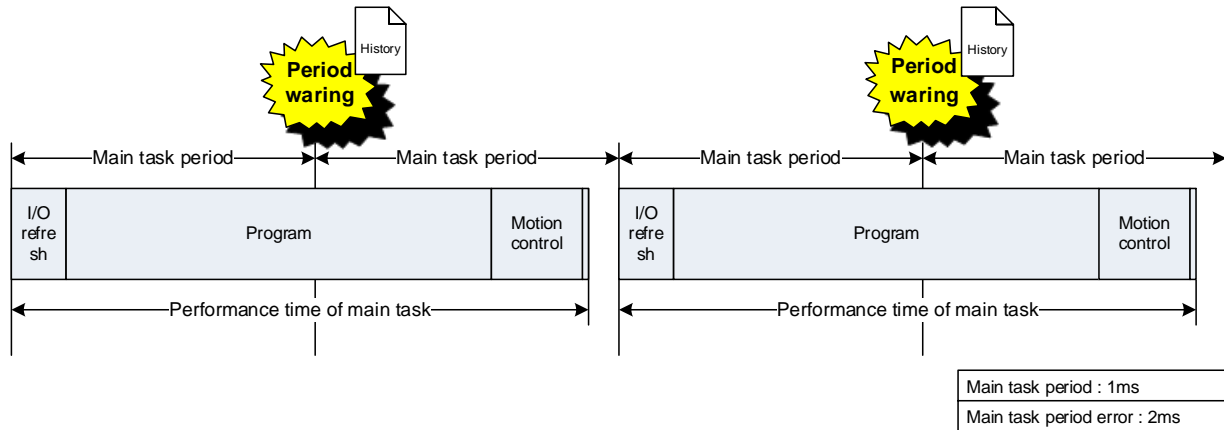 History
Period
waring
History
Period
waring
Main task period
Main task period
Main task period
Main task period
I/O
refre
sh
Program
Motion
control
I/O
refre
sh
Program
Motion
control
Performance time of main task
Performance time of main task
Main task period : 1ms
Main task period error : 2ms